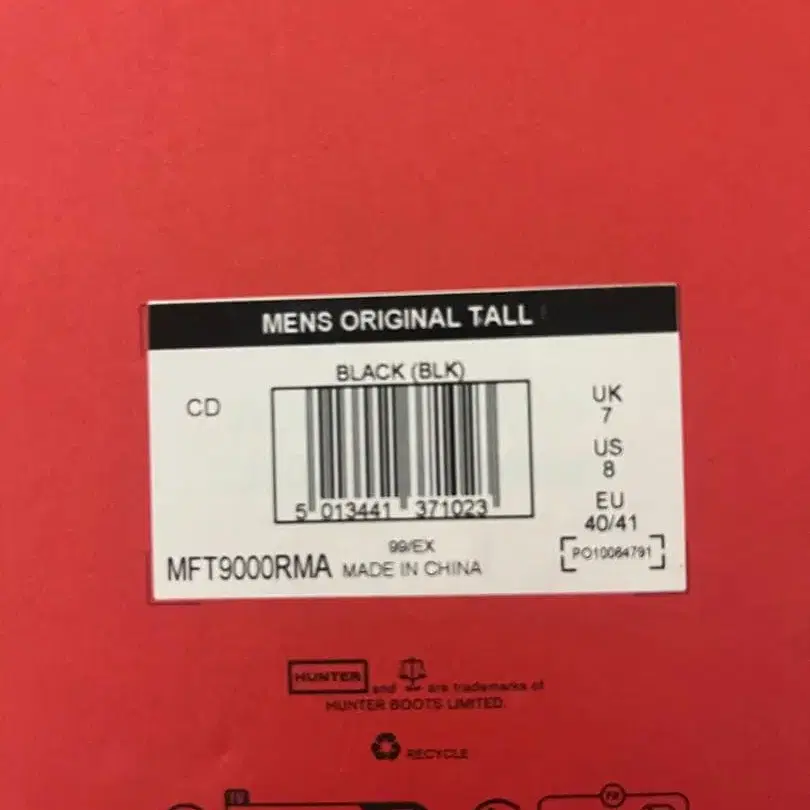 MENS ORIGINAL TALL
BLACK (BLK)
CD
UK
7
US
8
EU
40/41
5 013441 371023
99/EX
MFT9000RMA MADE IN CHINA
PO10064791
HUNTER and are trademarks of
HUNTER BOOTS LIMITED.
RECYCLE